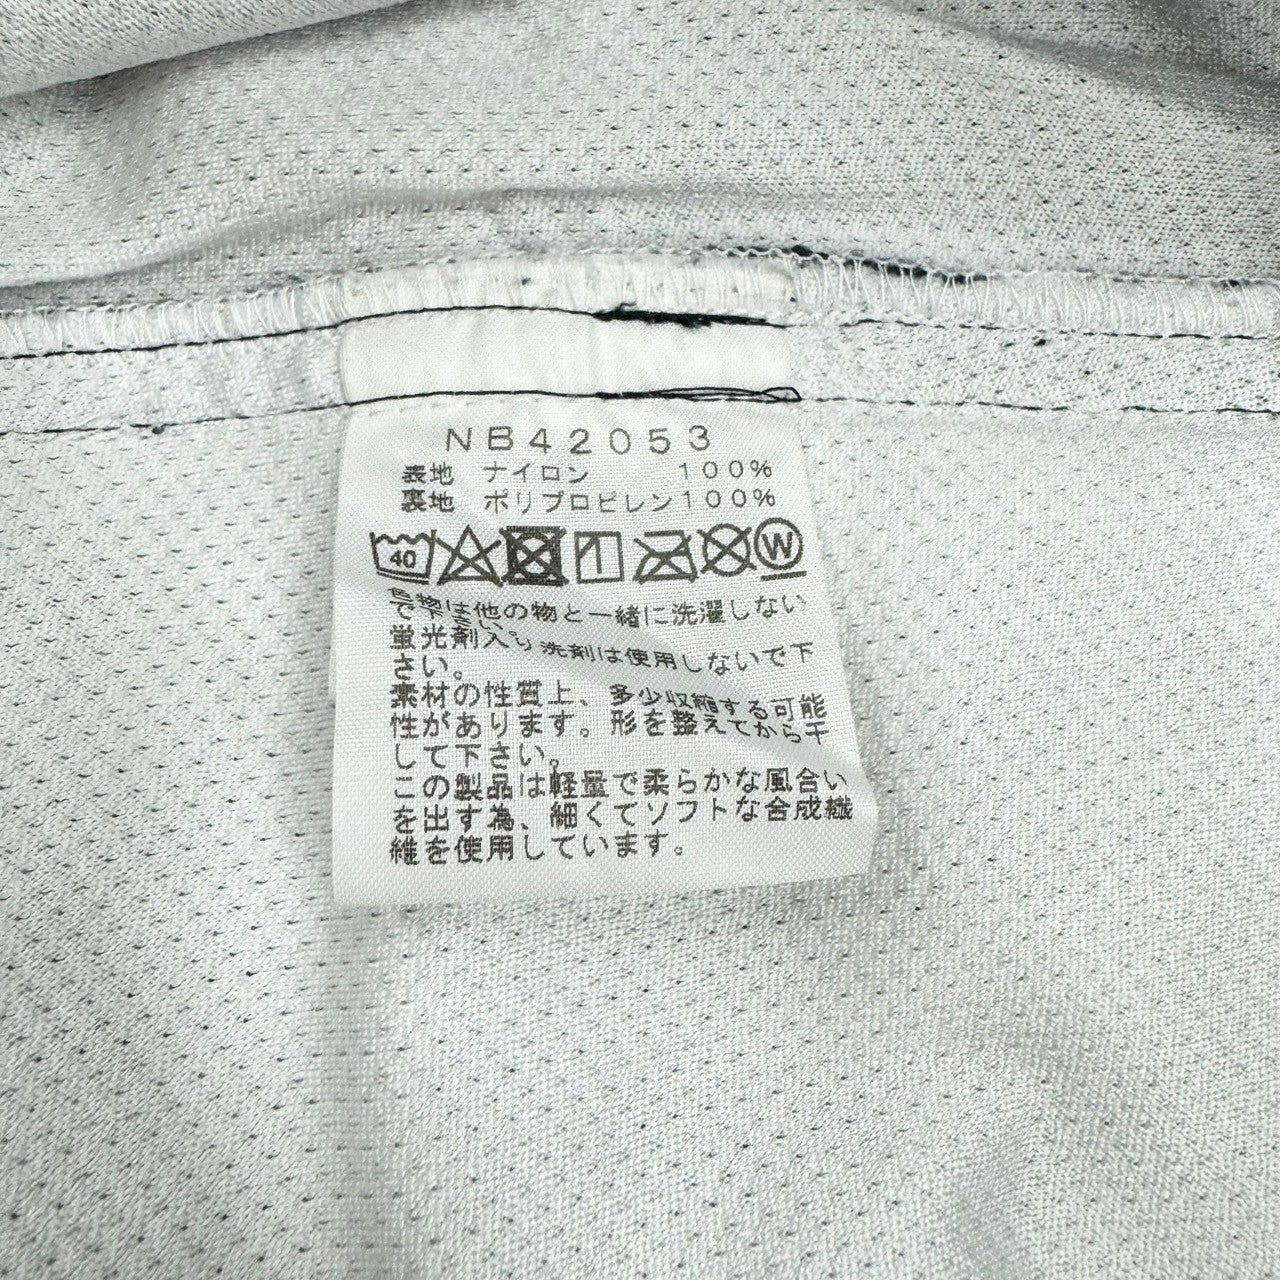 NB42053
表地 ナイロン 100%
裏地 ポリプロピレン100%
40 W
色物は他の物と一緒に洗濯しない
で下さい。
蛍光剤入り洗剤は使用しないで下
さい。
素材の性質上、多少収縮する可能
性があります。形を整えてから干
して下さい。
この製品は軽量で柔らかな風合い
を出す為、細くてソフトな合成繊
維を使用しています。